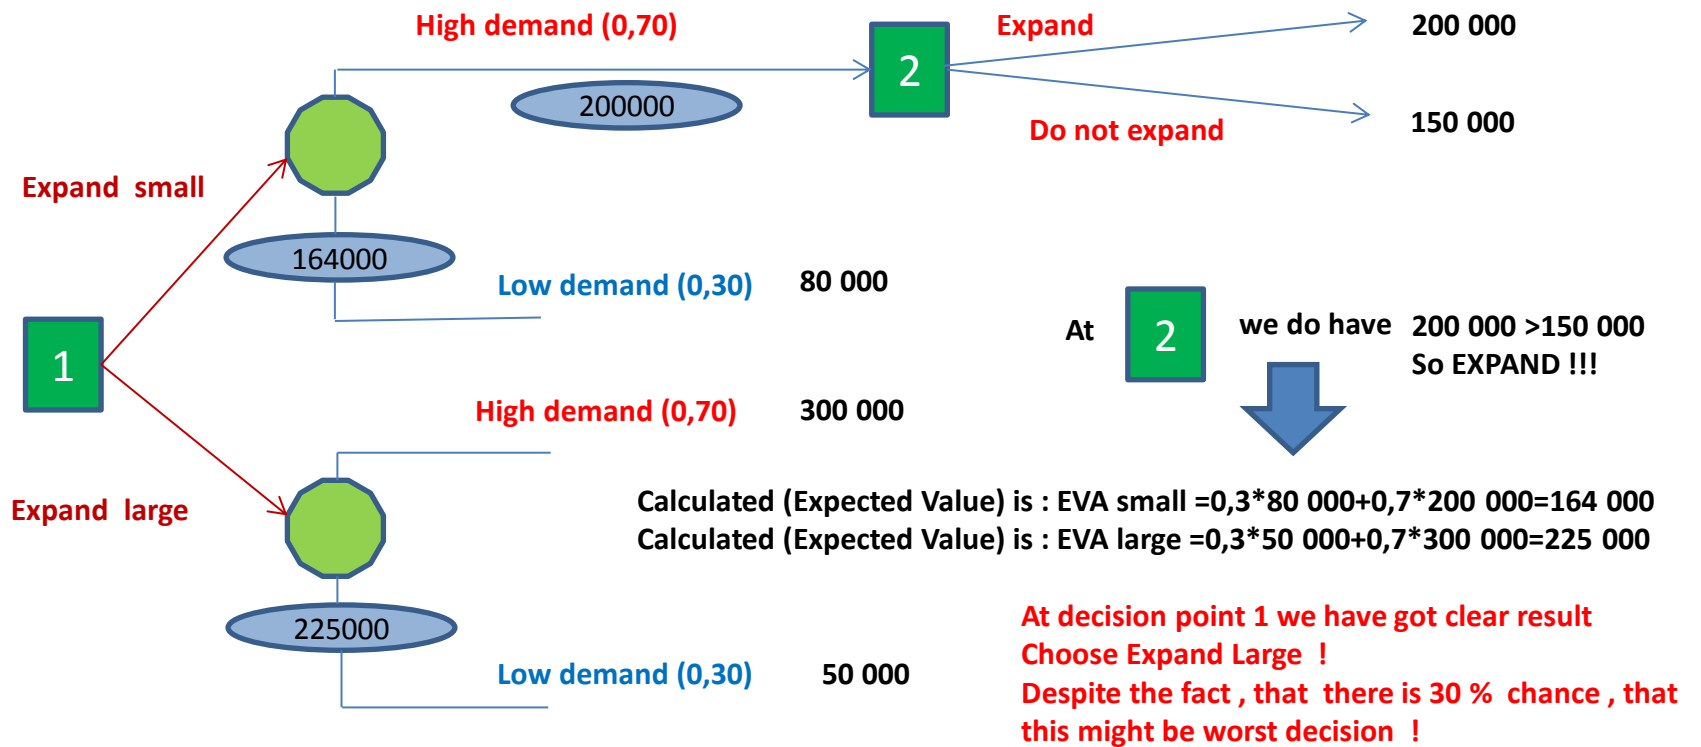 High demand (0,70)
Expand
200 000
2
200000
150 000
Do not expand
Expand  small
164000
Low demand (0,30)
80 000
1
At
2
we do have
200 000 >150 000
So EXPAND !!!
High demand (0,70)
300 000
Expand  large
Calculated (Expected Value) is : EVA small =0,3*80 000+0,7*200 000=164 000
Calculated (Expected Value) is : EVA large =0,3*50 000+0,7*300 000=225 000
225000
Low demand (0,30)
50 000
At decision point 1 we have got clear result
Choose Expand Large  !
Despite the fact , that  there is 30 %  chance , that
this might be worst decision  !